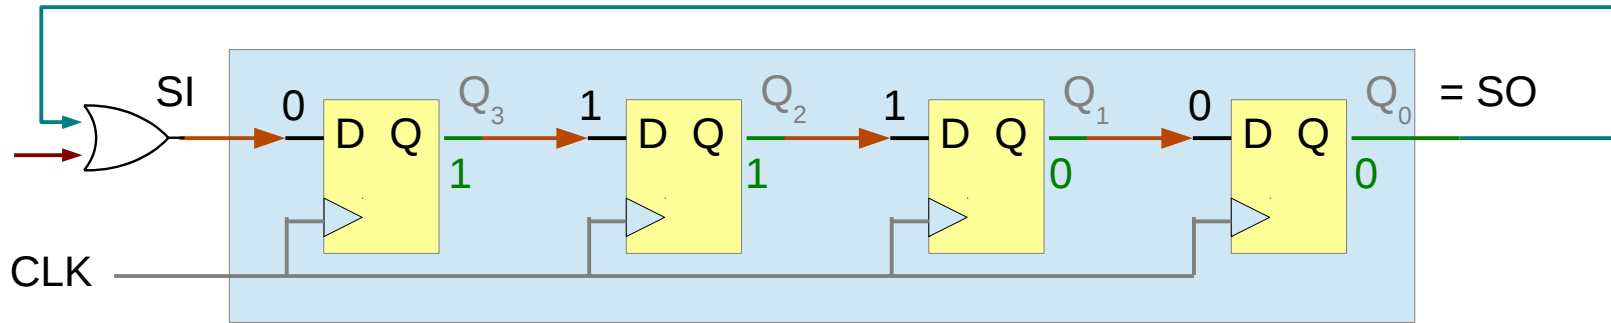 SI 0 Q3 1 Q2 1 Q1 0 Q0 = SO
D Q D Q D Q D Q
1 1 0 0
CLK